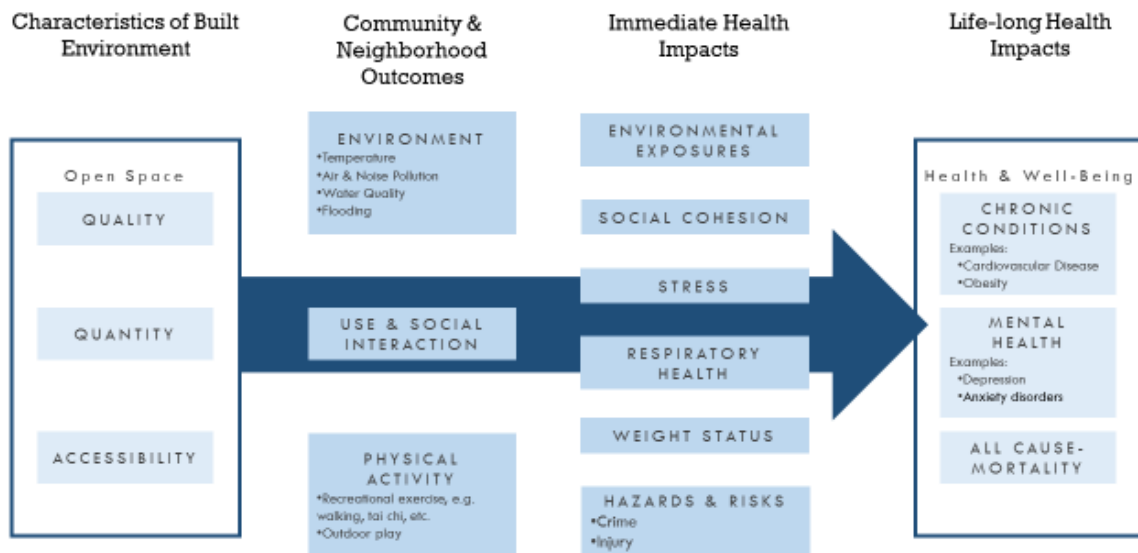 Characteristics of Built
Environment
Community &
Neighborhood
Outcomes
Immediate Health
Impacts
Life-long Health
Impacts
Open Space
QUALITY
QUANTITY
ACCESSIBILITY
ENVIRONMENT
•Temperature
•Air & Noise Pollution
•Water Quality
•Flooding
USE & SOCIAL
INTERACTION
PHYSICAL
ACTIVITY
•Recreational exercise, e.g.
walking, tai chi, etc.
•Outdoor play
ENVIRONMENTAL
EXPOSURES
SOCIAL COHESION
STRESS
RESPIRATORY
HEALTH
WEIGHT STATUS
HAZARDS & RISKS
•Crime
•Injury
Health & Well-Being
CHRONIC
CONDITIONS
Examples:
•Cardiovascular Disease
•Obesity
MENTAL
HEALTH
Examples:
•Depression
•Anxiety disorders
ALL CAUSE-
MORTALITY